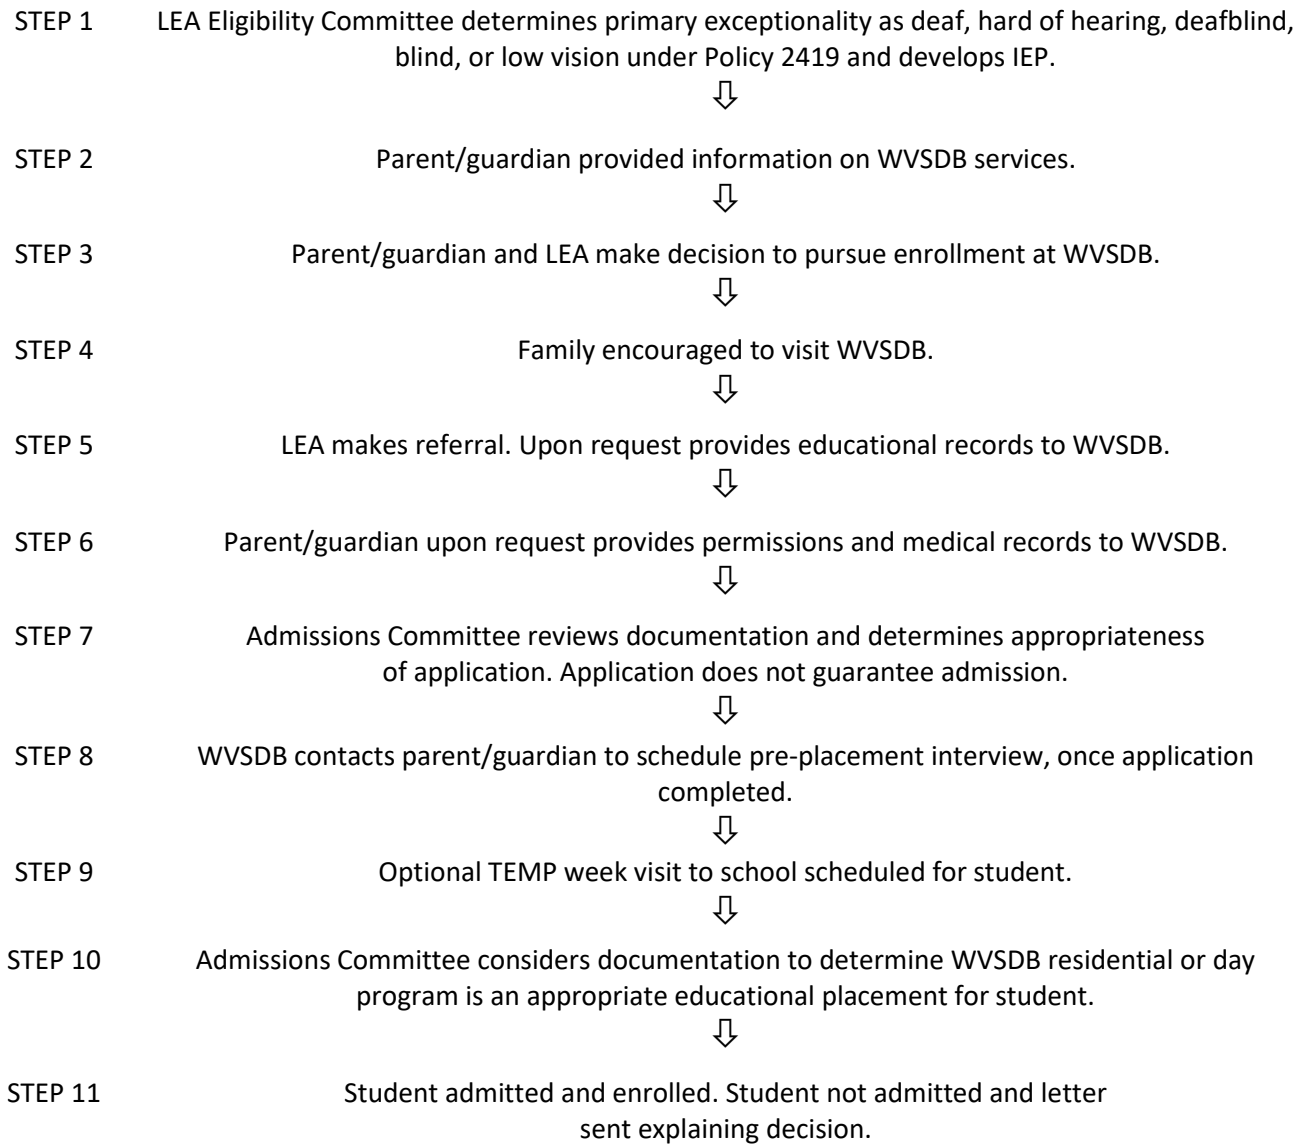 STEP 1 LEA Eligibility Committee determines primary exceptionality as deaf, hard of hearing, deafblind,
blind, or low vision under Policy 2419 and develops IEP.
STEP 2 Parent/guardian provided information on WVSDB services.
STEP 3 Parent/guardian and LEA make decision to pursue enrollment at WVSDB.
STEP 4 Family encouraged to visit WVSDB.
STEP 5 LEA makes referral. Upon request provides educational records to WVSDB.
STEP 6 Parent/guardian upon request provides permissions and medical records to WVSDB.
STEP 7 Admissions Committee reviews documentation and determines appropriateness
of application. Application does not guarantee admission.
STEP 8 WVSDB contacts parent/guardian to schedule pre-placement interview, once application
completed.
STEP 9 Optional TEMP week visit to school scheduled for student.
STEP 10 Admissions Committee considers documentation to determine WVSDB residential or day
program is an appropriate educational placement for student.
STEP 11 Student admitted and enrolled. Student not admitted and letter
sent explaining decision.